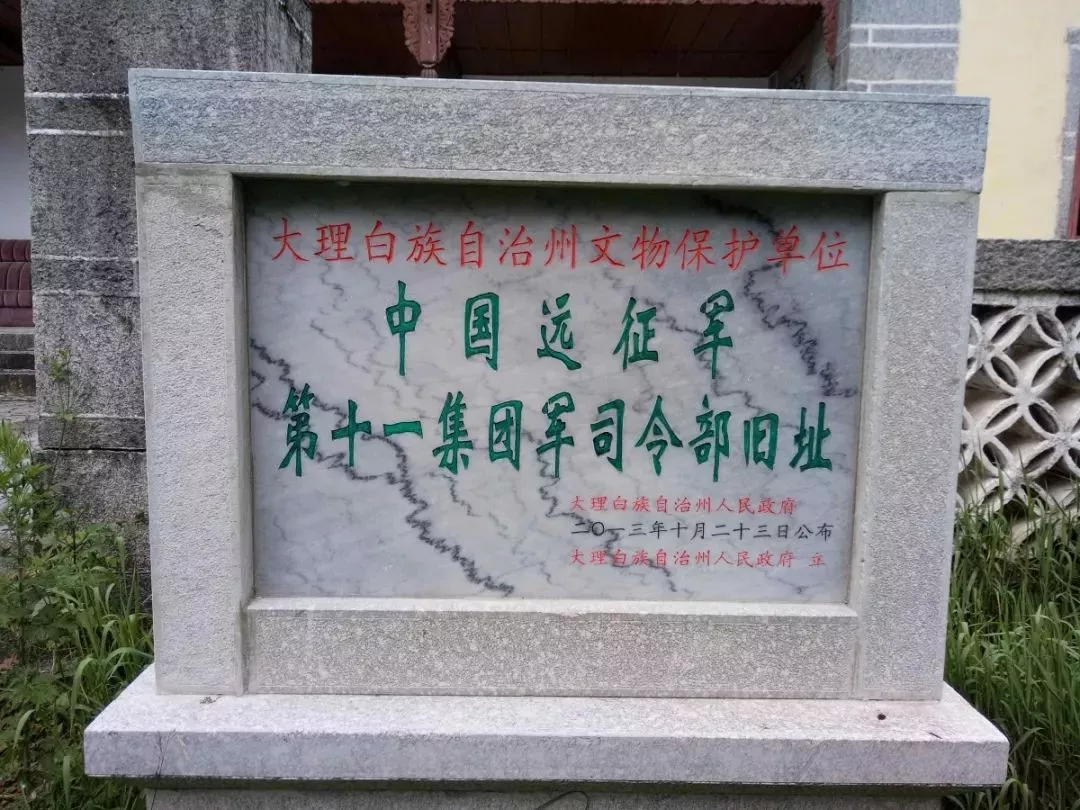 大理白族自治州文物保护单位
中国远征军
第十一集团军司令部旧址
大理白族自治州人民政府
二〇一三年十月二十三日公布
大理白族自治州人民政府 立